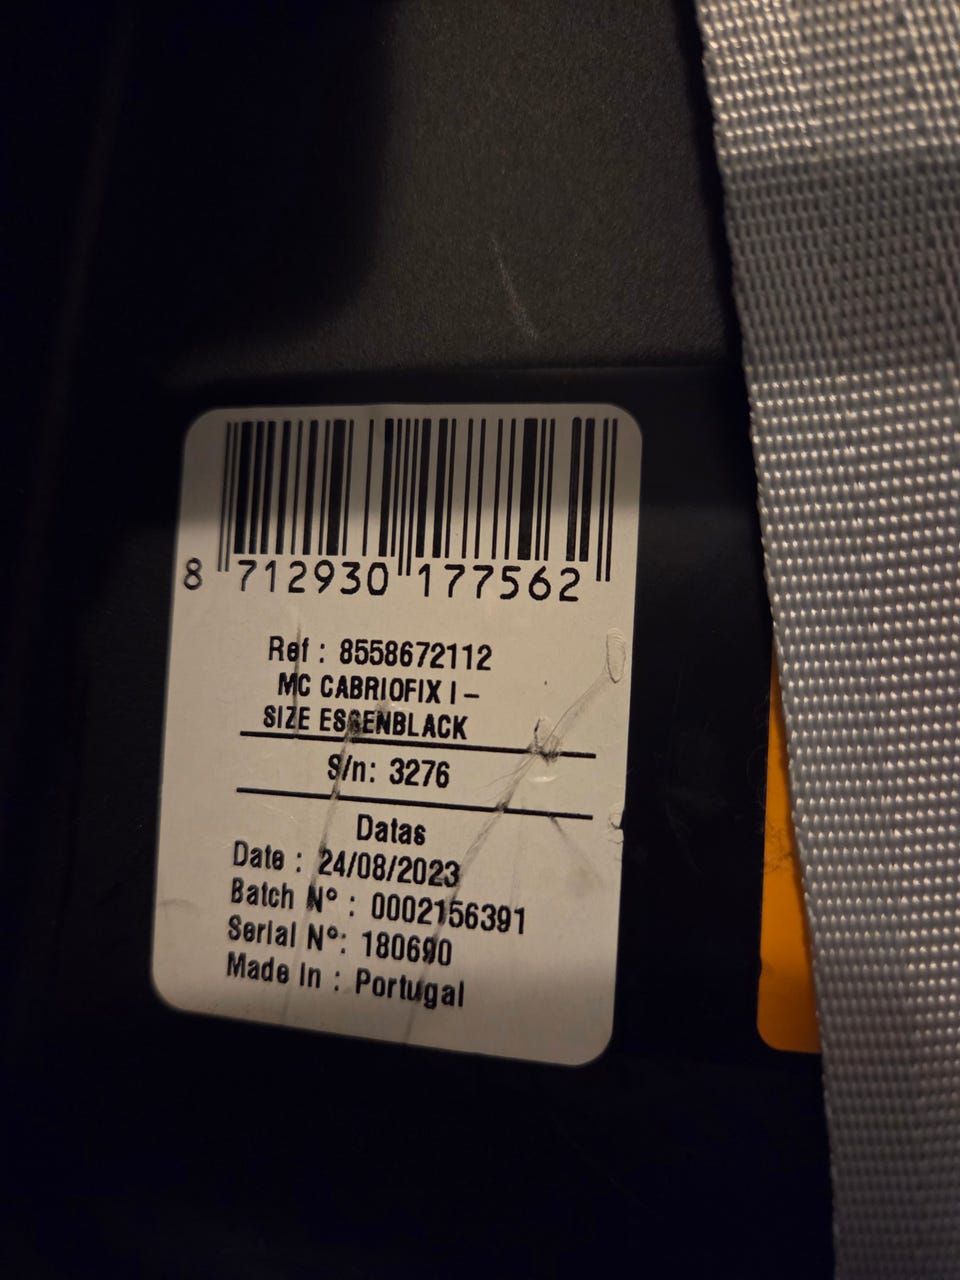 8 712930 177562
Ref : 8558672112
MC CABRIOFIX I –
SIZE ESSENBLACK
S/n: 3276
Datas
Date : 24/08/2023
Batch N° : 0002156391
Serial N°: 180690
Made In : Portugal